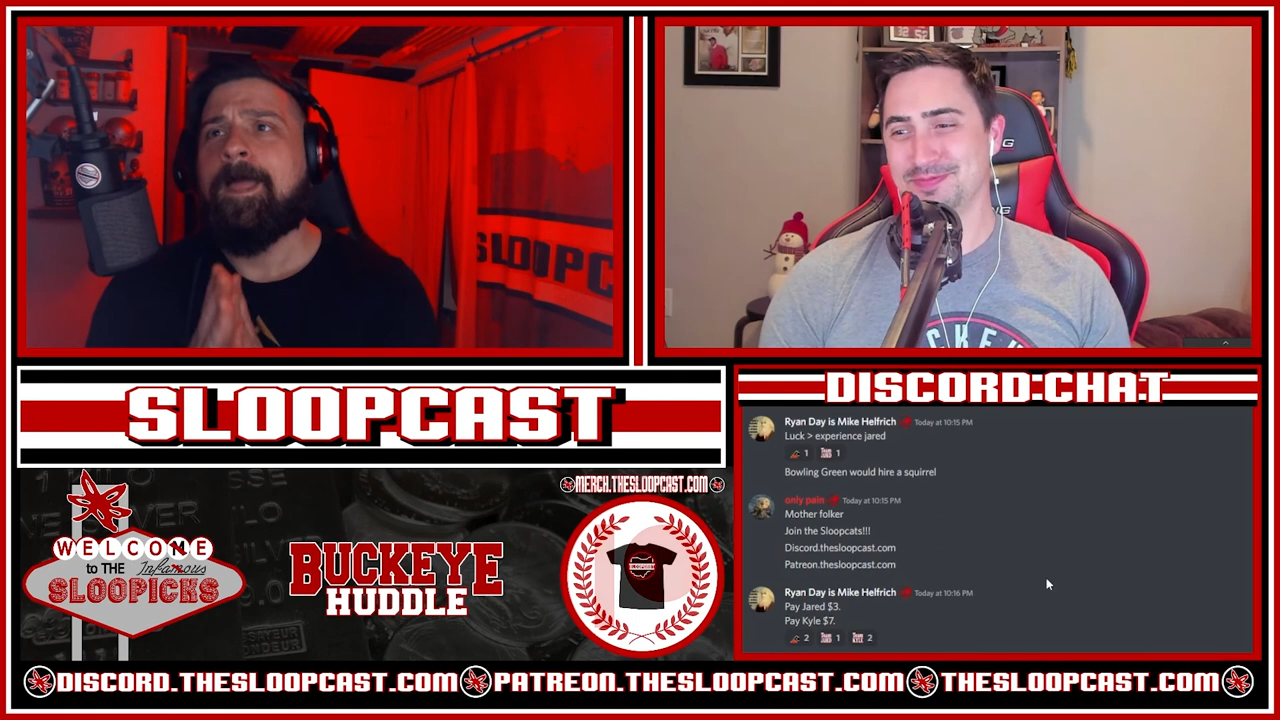 SLOOPC
CKEY
SLOOPCAST
DISCORD:CHAT
Ryan Day is Mike Helfrich Today at 10:15 PM
Luck > experience jared
1 1
Bowling Green would hire a squirrel
only pain Today at 10:15 PM
Mother folker
Join the Sloopcats!!!
Discord.thesloopcast.com
Patreon.thesloopcast.com
Ryan Day is Mike Helfrich Today at 10:16 PM
Pay Jared $3.
Pay Kyle $7.
2 1 2
MERCH.THESLOOPCAST.COM
WELCOME
to THE Infamous
SLOOPICKS
BUCKEYE
HUDDLE
DISCORD.THESLOOPCAST.COM PATREON.THESLOOPCAST.COM THESLOOPCAST.COM